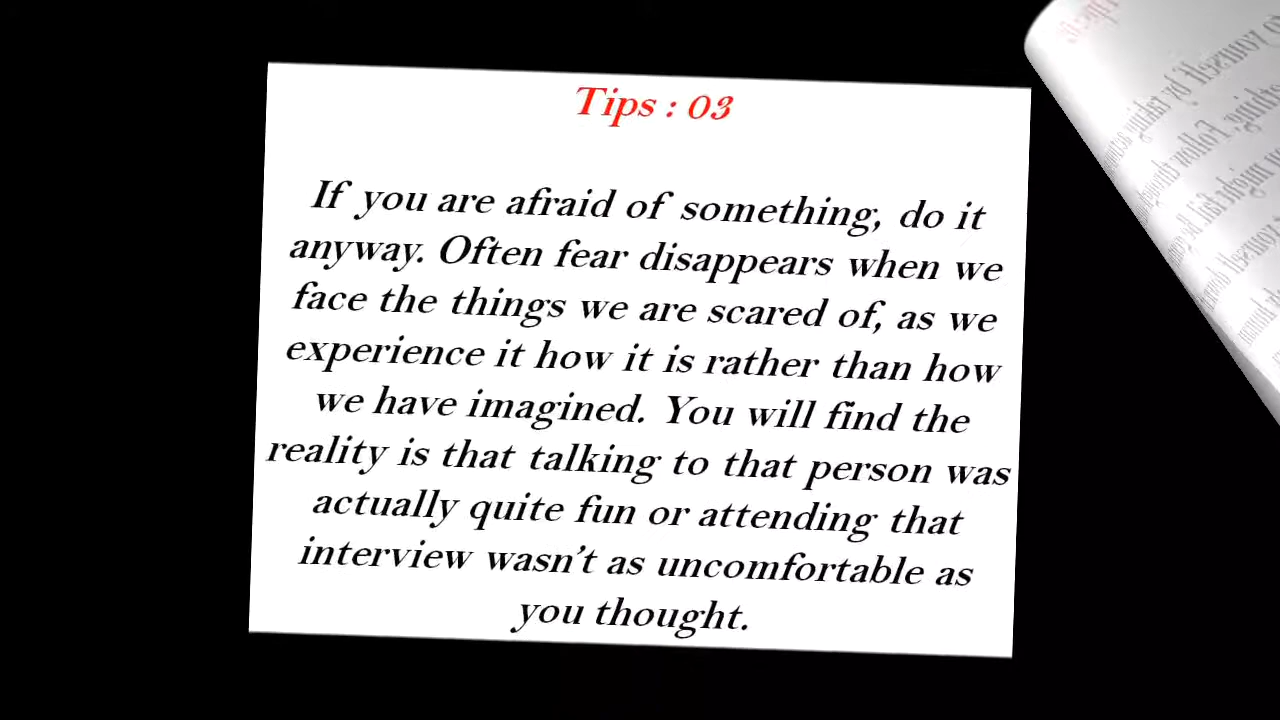 Tips : 03
If you are afraid of something, do it
anyway. Often fear disappears when we
face the things we are scared of, as we
experience it how it is rather than how
we have imagined. You will find the
reality is that talking to that person was
actually quite fun or attending that
interview wasn’t as uncomfortable as
you thought.